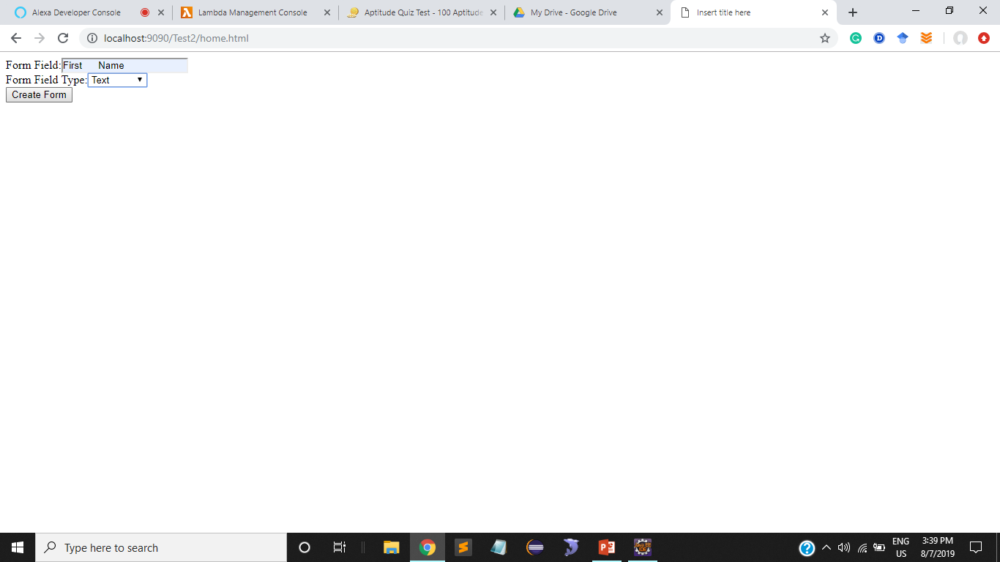 Alexa Developer Console
Lambda Management Console
Aptitude Quiz Test - 100 Aptitude
My Drive - Google Drive
Insert title here
localhost:9090/Test2/home.html
Form Field:First      Name
Form Field Type:Text
Create Form
Type here to search
ENG
US
3:39 PM
8/7/2019